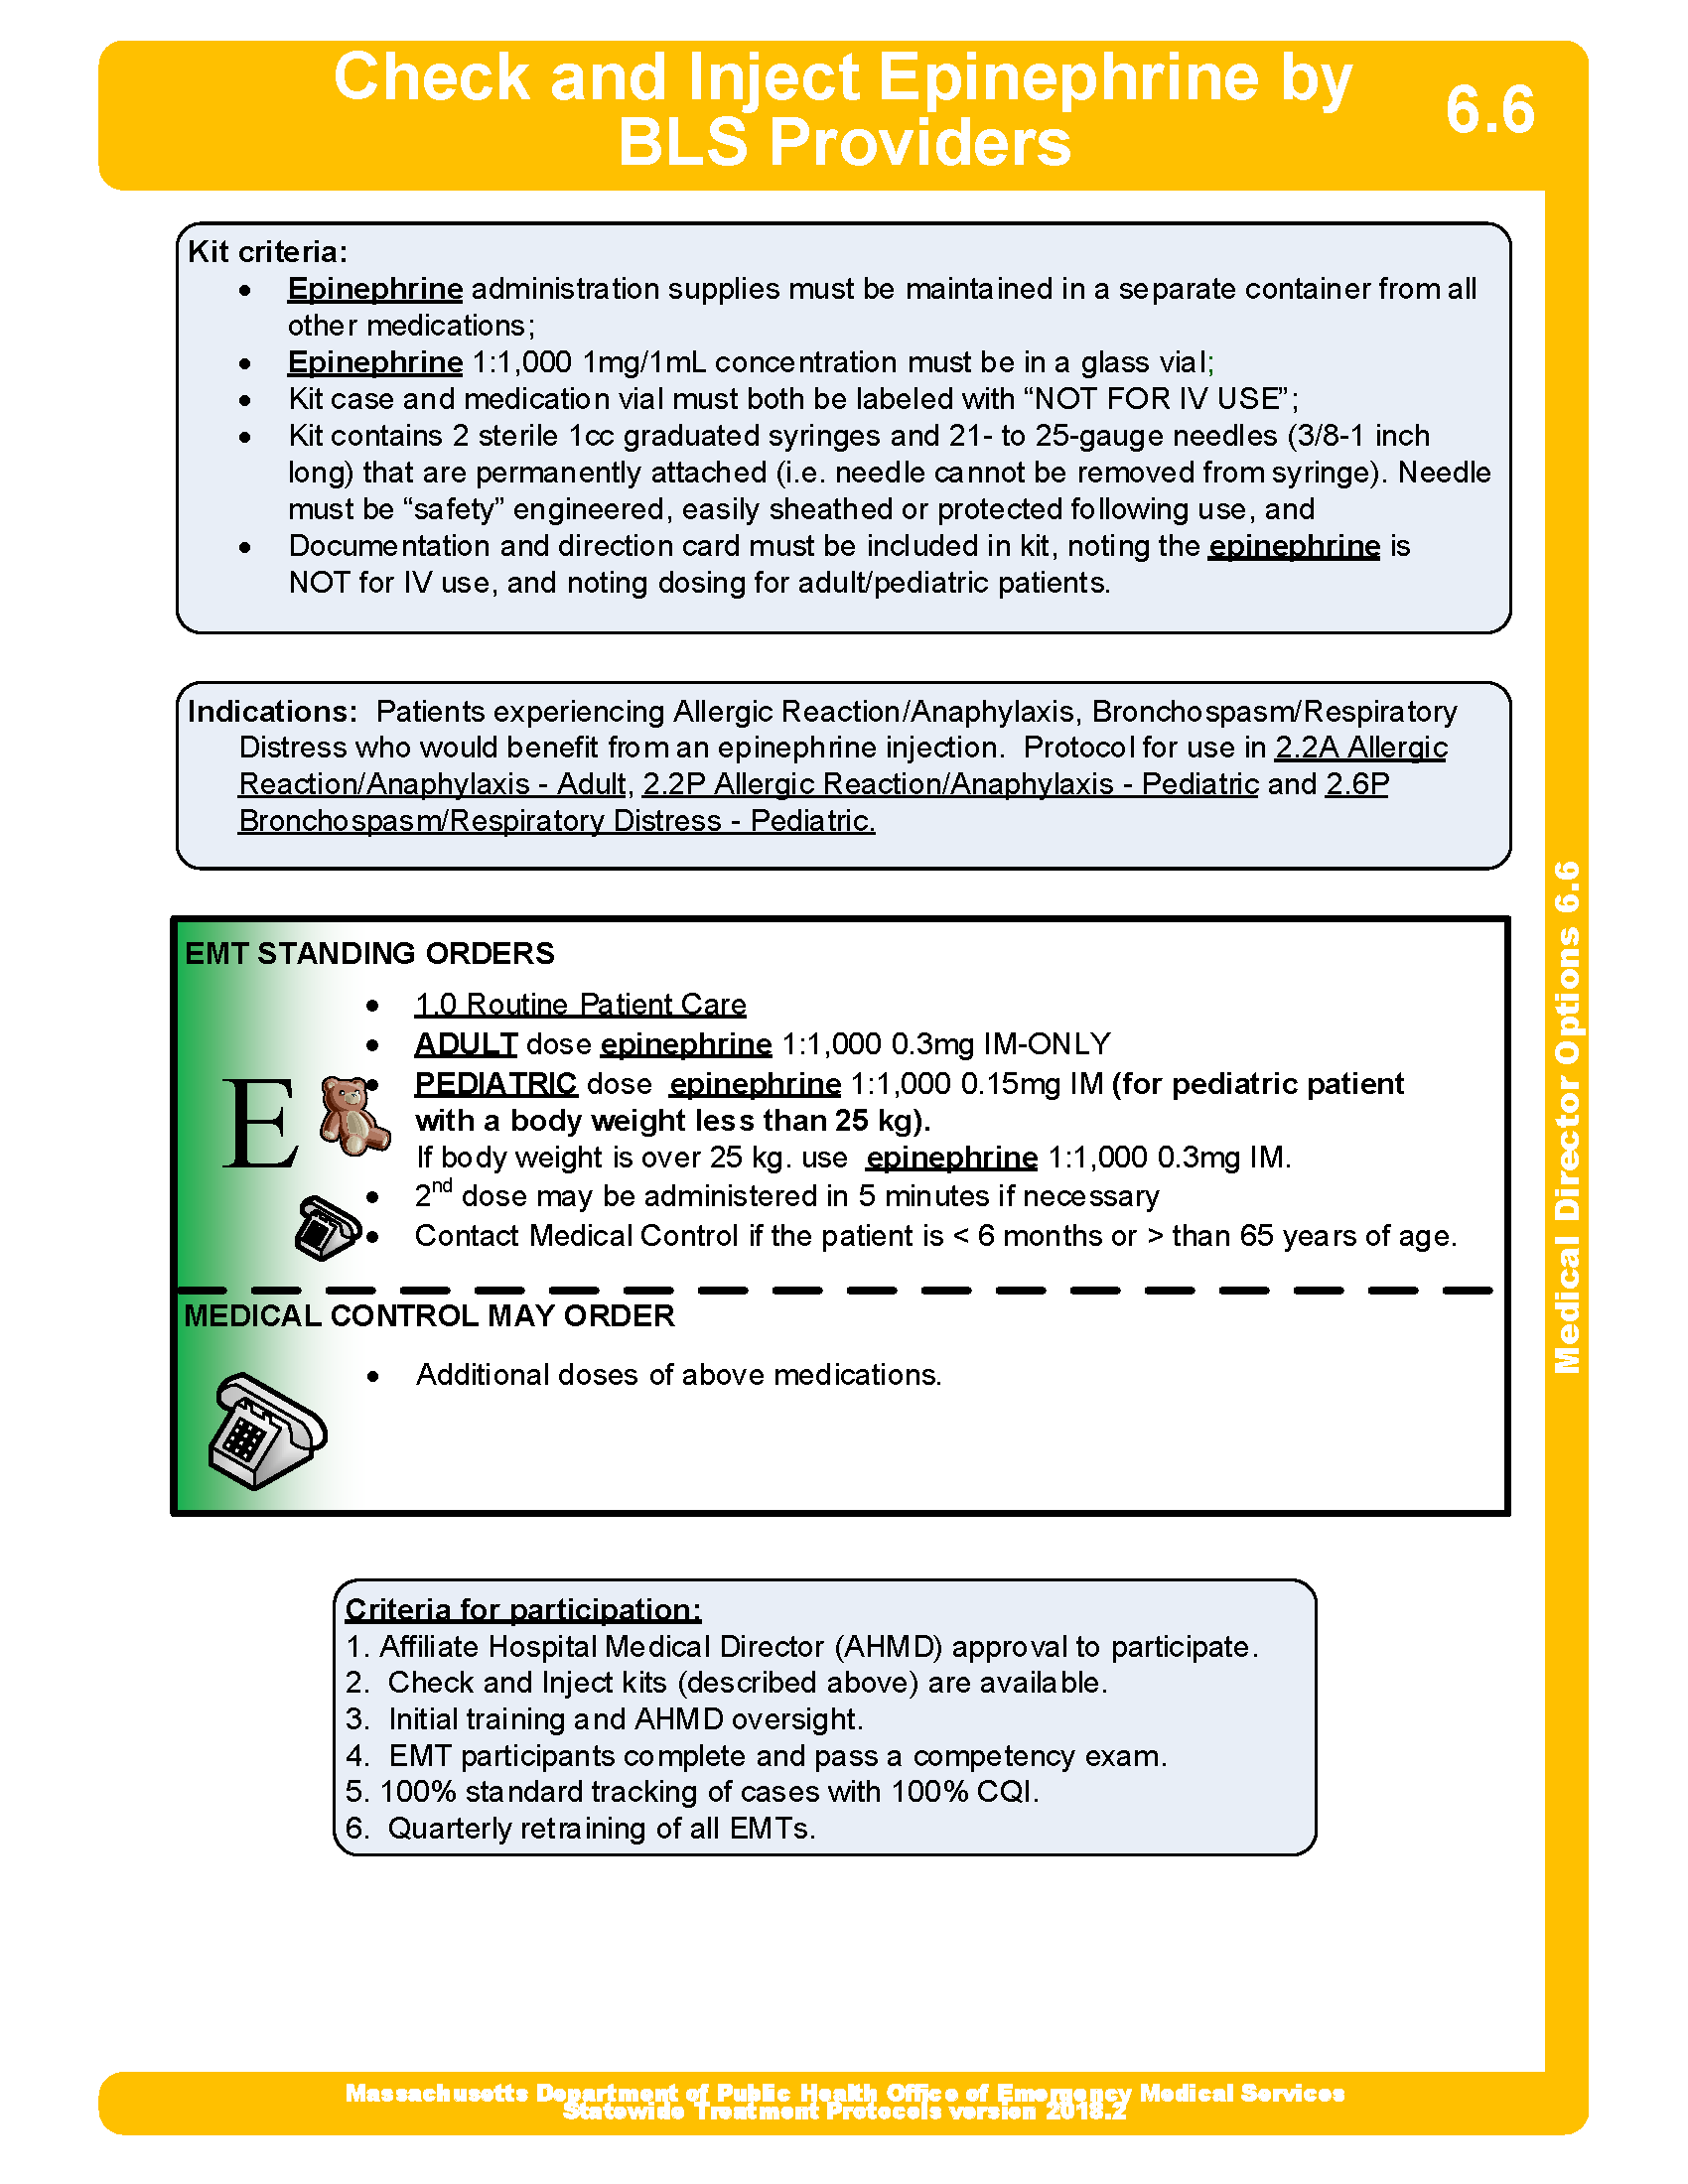 Check and Inject Epinephrine by
BLS Providers
6.6
Kit criteria:
• Epinephrine administration supplies must be maintained in a separate container from all
other medications;
• Epinephrine 1:1,000 1mg/1mL concentration must be in a glass vial;
• Kit case and medication vial must both be labeled with “NOT FOR IV USE”;
• Kit contains 2 sterile 1cc graduated syringes and 21- to 25-gauge needles (3/8-1 inch
long) that are permanently attached (i.e. needle cannot be removed from syringe). Needle
must be “safety” engineered, easily sheathed or protected following use, and
• Documentation and direction card must be included in kit, noting the epinephrine is
NOT for IV use, and noting dosing for adult/pediatric patients.
Indications: Patients experiencing Allergic Reaction/Anaphylaxis, Bronchospasm/Respiratory
Distress who would benefit from an epinephrine injection. Protocol for use in 2.2A Allergic
Reaction/Anaphylaxis - Adult, 2.2P Allergic Reaction/Anaphylaxis - Pediatric and 2.6P
Bronchospasm/Respiratory Distress - Pediatric.
EMT STANDING ORDERS
• 1.0 Routine Patient Care
• ADULT dose epinephrine 1:1,000 0.3mg IM-ONLY
E
• PEDIATRIC dose epinephrine 1:1,000 0.15mg IM (for pediatric patient
with a body weight less than 25 kg).
If body weight is over 25 kg. use epinephrine 1:1,000 0.3mg IM.
• 2nd dose may be administered in 5 minutes if necessary
• Contact Medical Control if the patient is < 6 months or > than 65 years of age.
MEDICAL CONTROL MAY ORDER
• Additional doses of above medications.
Criteria for participation:
1. Affiliate Hospital Medical Director (AHMD) approval to participate.
2. Check and Inject kits (described above) are available.
3. Initial training and AHMD oversight.
4. EMT participants complete and pass a competency exam.
5. 100% standard tracking of cases with 100% CQI.
6. Quarterly retraining of all EMTs.
Medical Director Options 6.6
Massachusetts Department of Public Health Office of Emergency Medical Services
Statewide Treatment Protocols version 2018.2